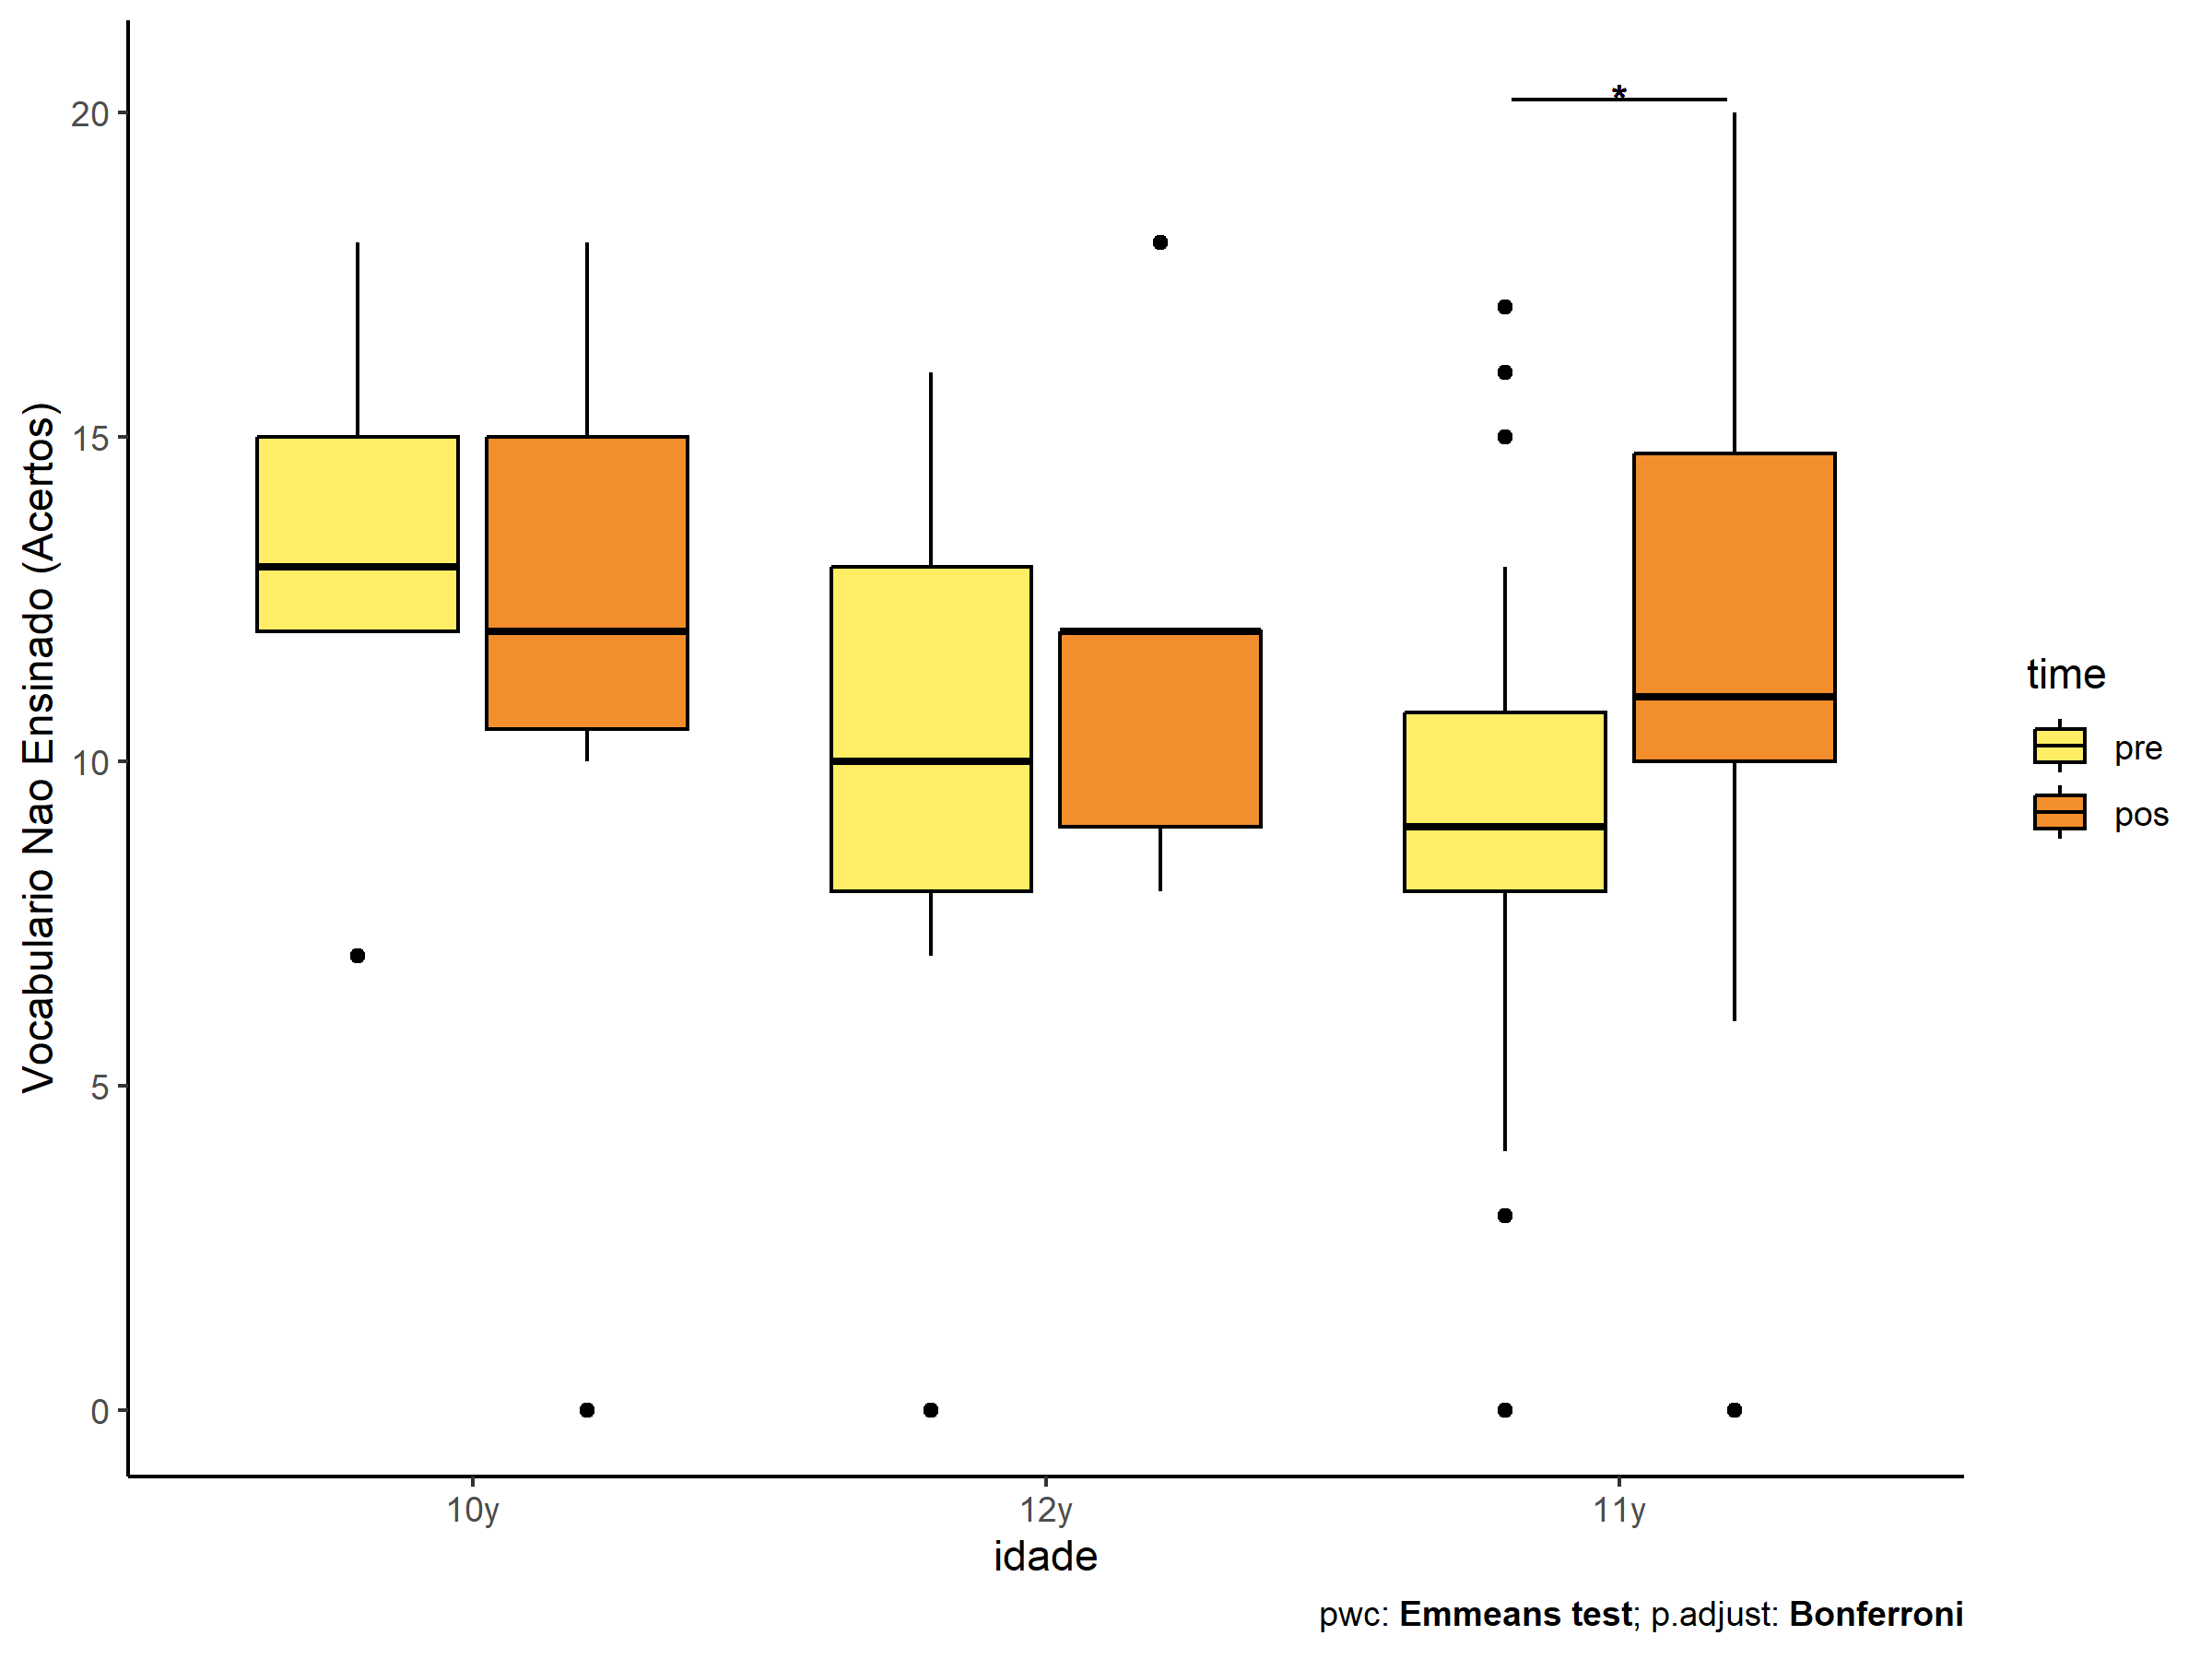 Vocabulario Nao Ensinado (Acertos)
20
15
10
5
0
*
10y
12y
11y
idade
time
pre
pos
pwc: Emmeans test; p.adjust: Bonferroni